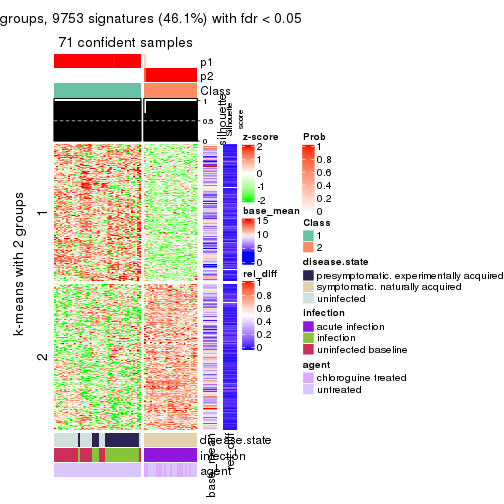 groups, 9753 signatures (46.1%) with fdr < 0.05
71 confident samples
p1
p2
Class
1
0.5
0
silhouette
Silhouette
score
k-means with 2 groups
1
2
z-score
2
1
0
-1
-2
base_mean
15
10
5
0
rel_diff
1
0.8
0.6
0.4
0.2
0
Prob
1
0.8
0.6
0.4
0.2
0
Class
1
2
disease.state
presymptomatic. experimentally acquired
symptomatic. naturally acquired
uninfected
infection
acute infection
infection
uninfected baseline
agent
chloroguine treated
untreated
disease.state
infection
agent
base_mean
rel_diff